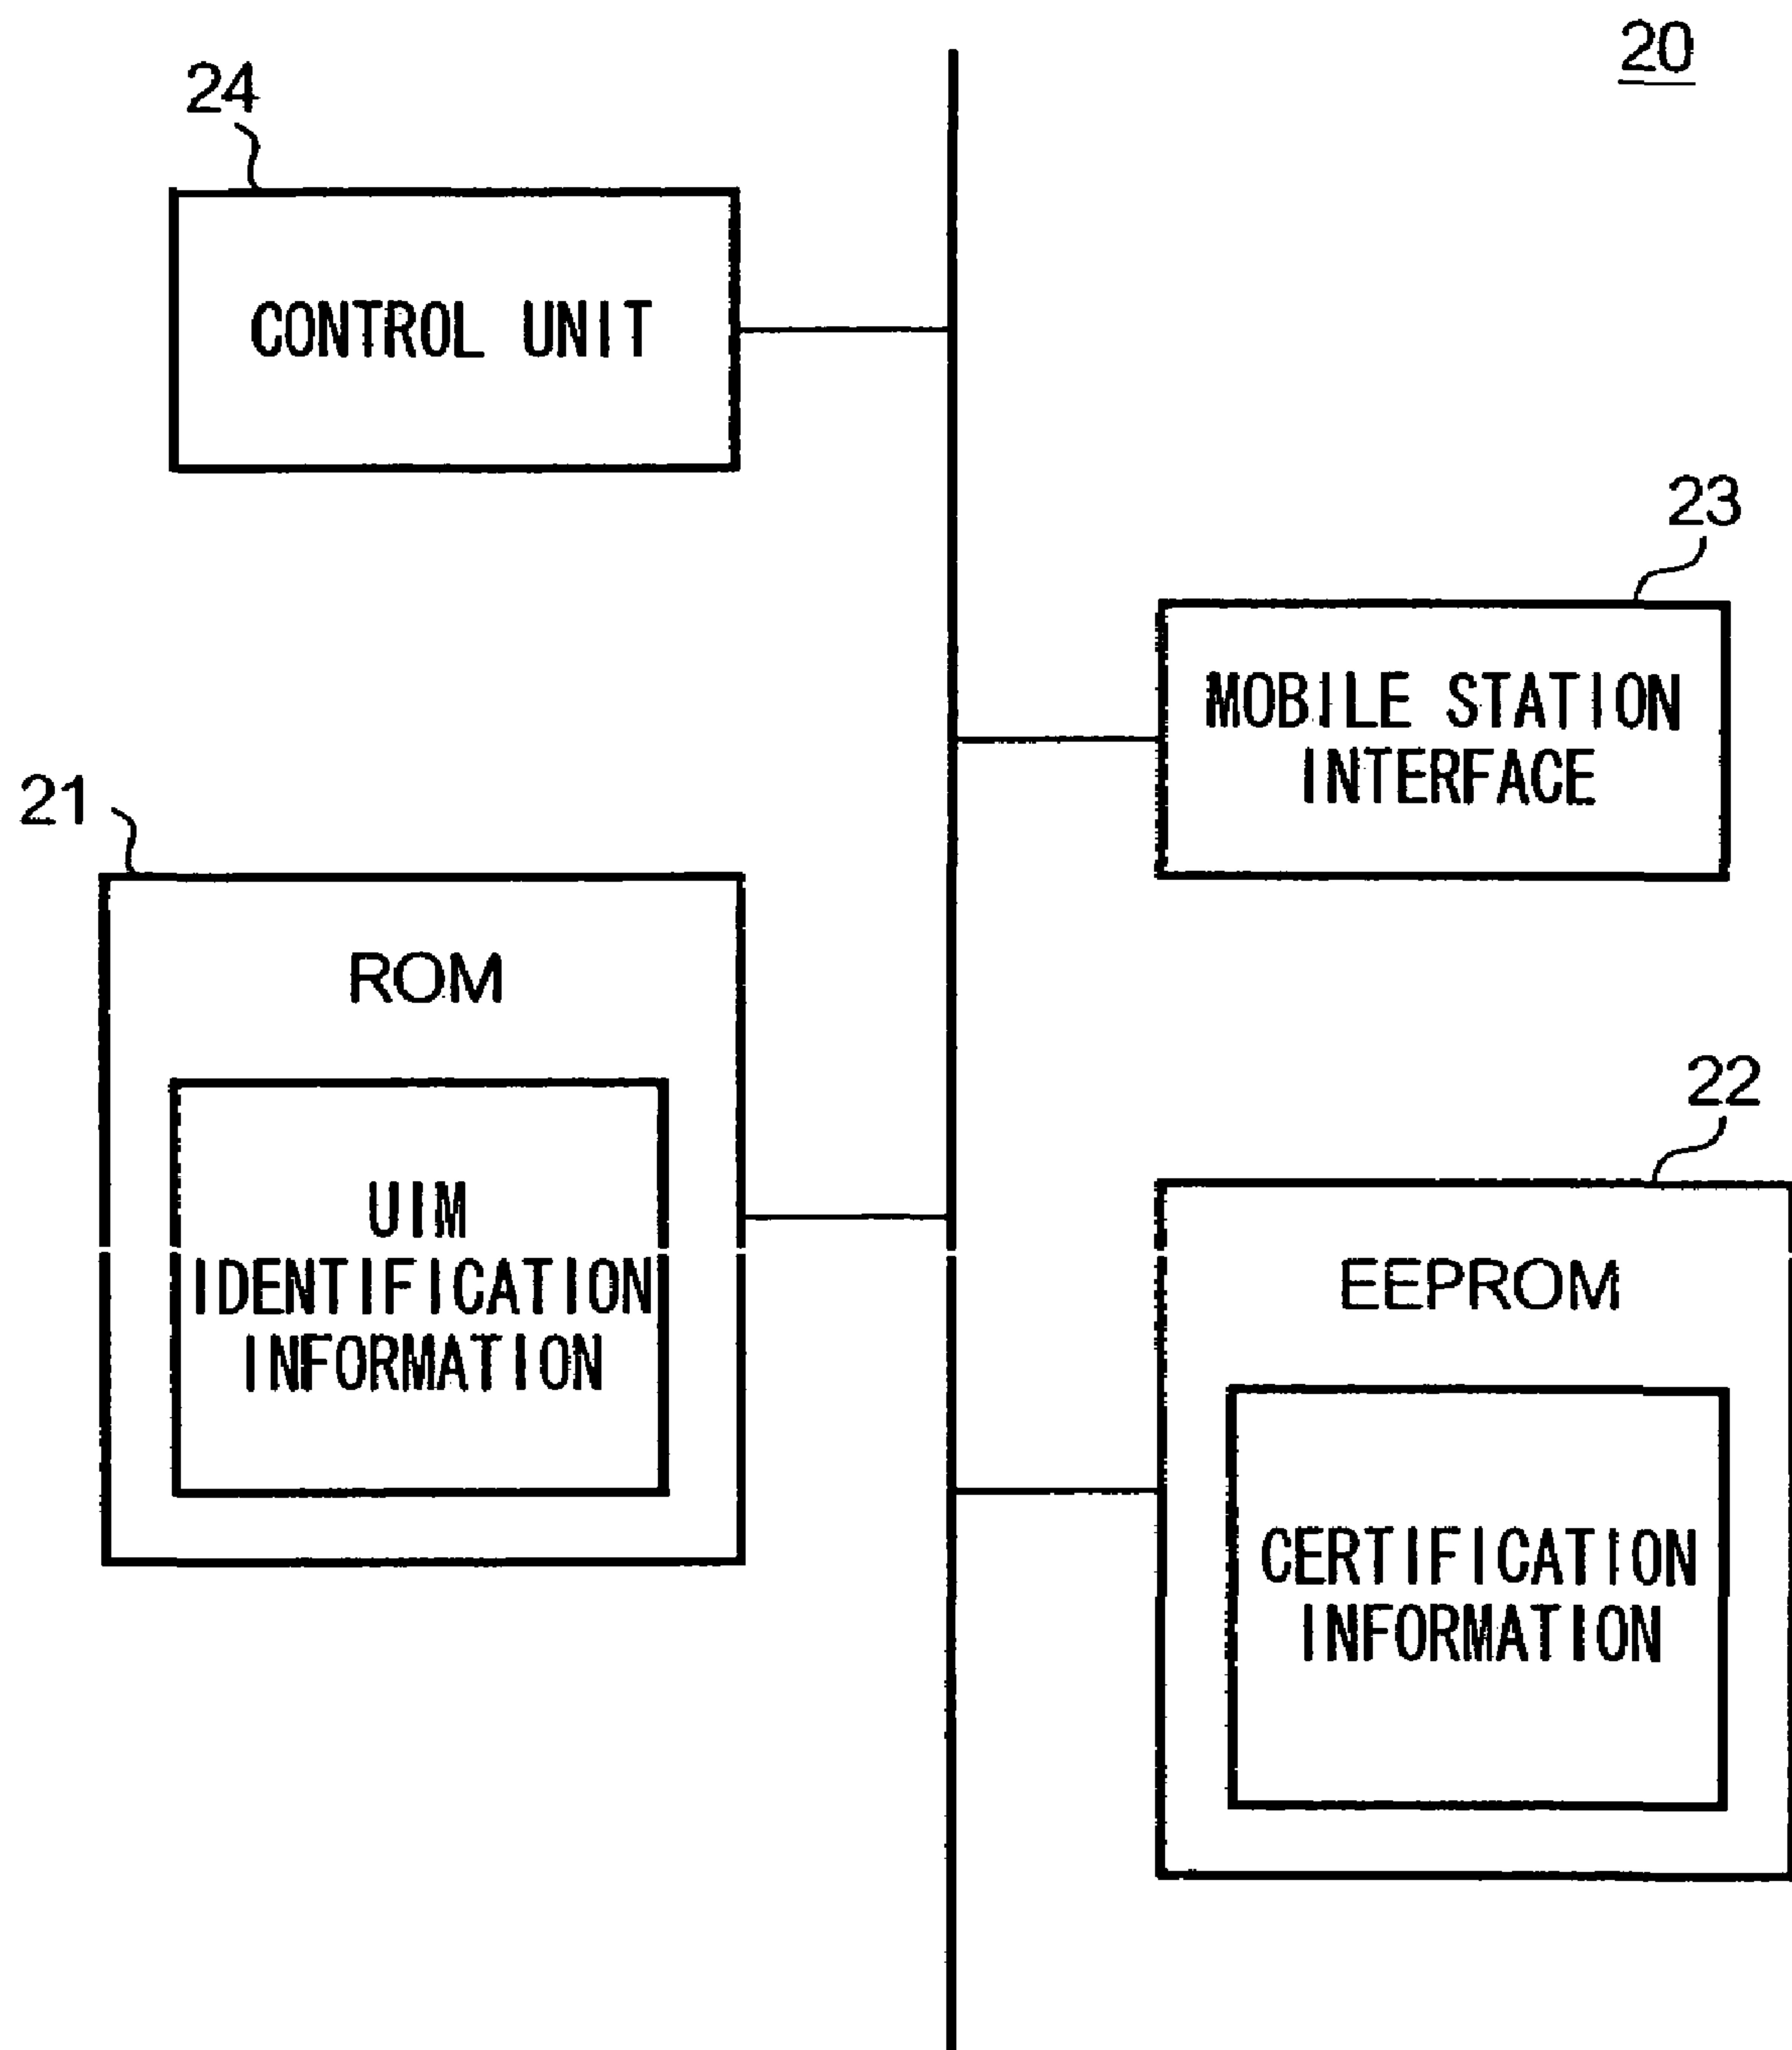 20
24
CONTROL UNIT
23
MOBILE STATION
INTERFACE
21
ROM
UIM
IDENTIFICATION
INFORMATION
22
EEPROM
CERTIFICATION
INFORMATION